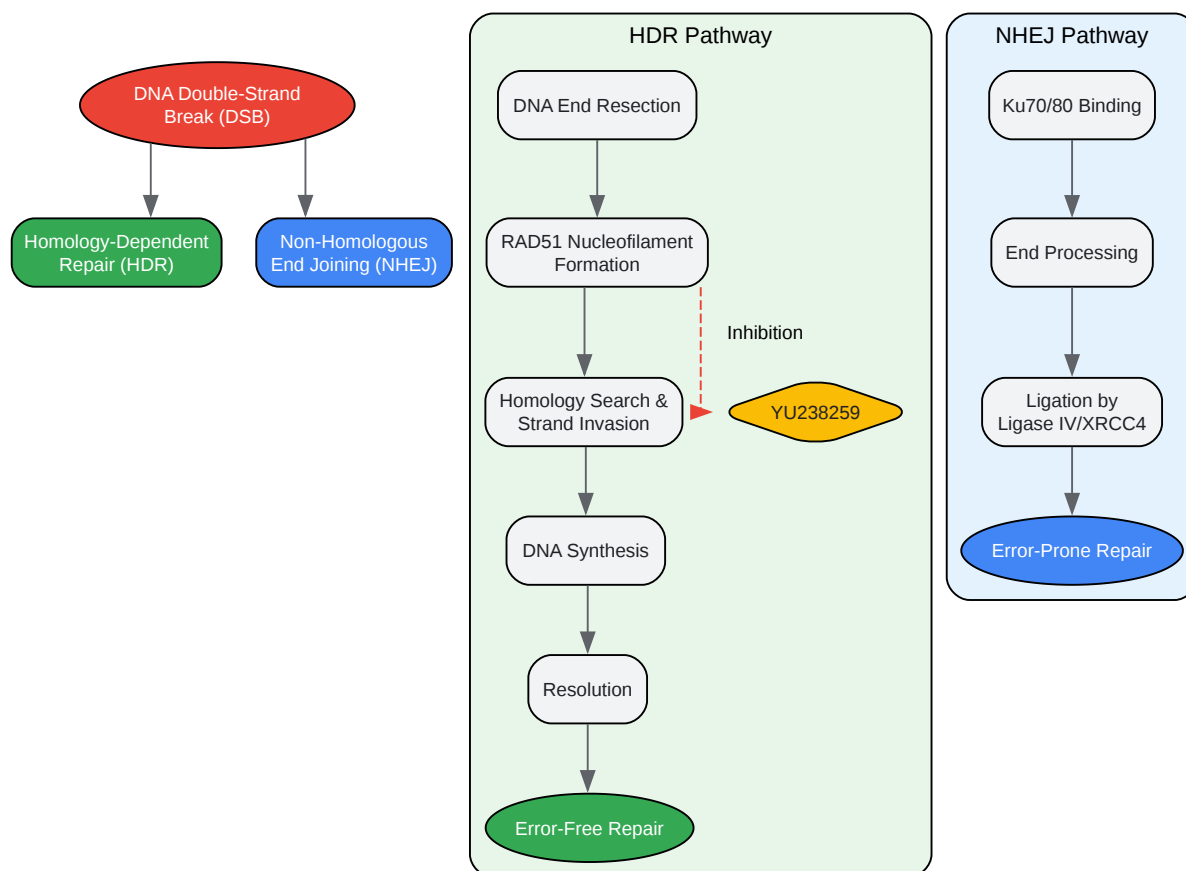 DNA Double-Strand
Break (DSB)
Homology-Dependent
Repair (HDR)
Non-Homologous
End Joining (NHEJ)
HDR Pathway
DNA End Resection
RAD51 Nucleofilament
Formation
Inhibition
Homology Search &
Strand Invasion
YU238259
DNA Synthesis
Resolution
Error-Free Repair
NHEJ Pathway
Ku70/80 Binding
End Processing
Ligation by
Ligase IV/XRCC4
Error-Prone Repair